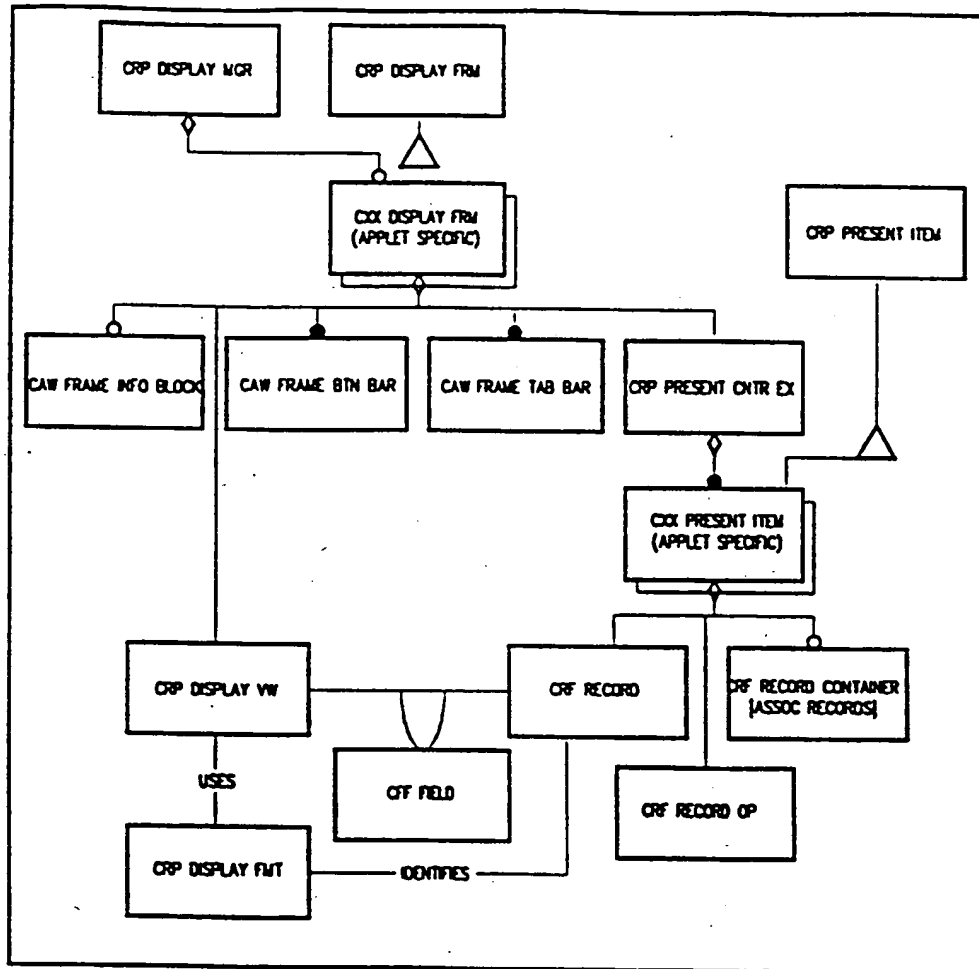 CRP DISPLAY MGR
CRP DISPLAY FRM
CXX DISPLAY FRM
(APPLET SPECIFIC)
CRP PRESENT ITEM
CAW FRAME INFO BLOCK
CAW FRAME BTN BAR
CAW FRAME TAB BAR
CRP PRESENT CNTR EX
CXX PRESENT ITEM
(APPLET SPECIFIC)
CRP DISPLAY VW
CRF RECORD
CRF RECORD CONTAINER
|ASSOC RECORDS|
USES
CFF FIELD
CRF RECORD OP
CRP DISPLAY FMT
IDENTIFIES